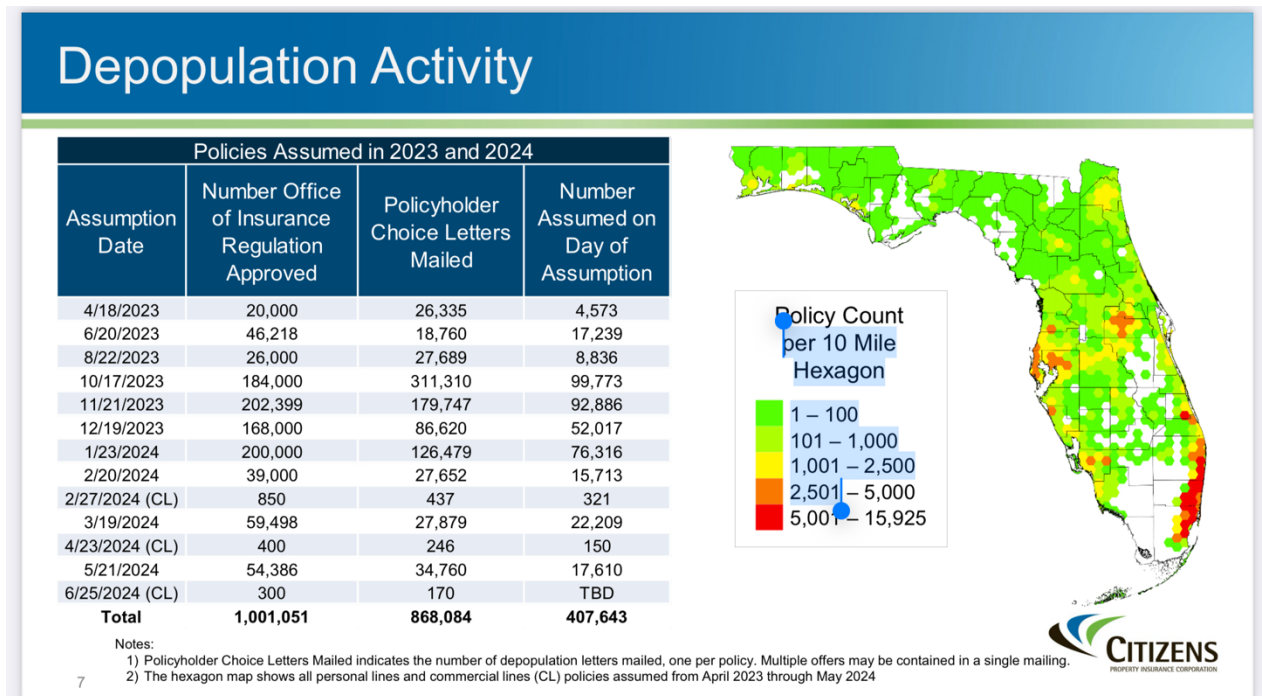 Depopulation Activity
Policies Assumed in 2023 and 2024
Assumption Date Number Office of Insurance Regulation Approved Policyholder Choice Letters Mailed Number Assumed on Day of Assumption
4/18/2023 20,000 26,335 4,573
6/20/2023 46,218 18,760 17,239
8/22/2023 26,000 27,689 8,836
10/17/2023 184,000 311,310 99,773
11/21/2023 202,399 179,747 92,886
12/19/2023 168,000 86,620 52,017
1/23/2024 200,000 126,479 76,316
2/20/2024 39,000 27,652 15,713
2/27/2024 (CL) 850 437 321
3/19/2024 59,498 27,879 22,209
4/23/2024 (CL) 400 246 150
5/21/2024 54,386 34,760 17,610
6/25/2024 (CL) 300 170 TBD
Total 1,001,051 868,084 407,643
Policy Count
per 10 Mile
Hexagon
1 – 100
101 – 1,000
1,001 – 2,500
2,501 – 5,000
5,001 – 15,925
Notes:
1) Policyholder Choice Letters Mailed indicates the number of depopulation letters mailed, one per policy. Multiple offers may be contained in a single mailing.
2) The hexagon map shows all personal lines and commercial lines (CL) policies assumed from April 2023 through May 2024
CITIZENS
PROPERTY INSURANCE CORPORATION
7